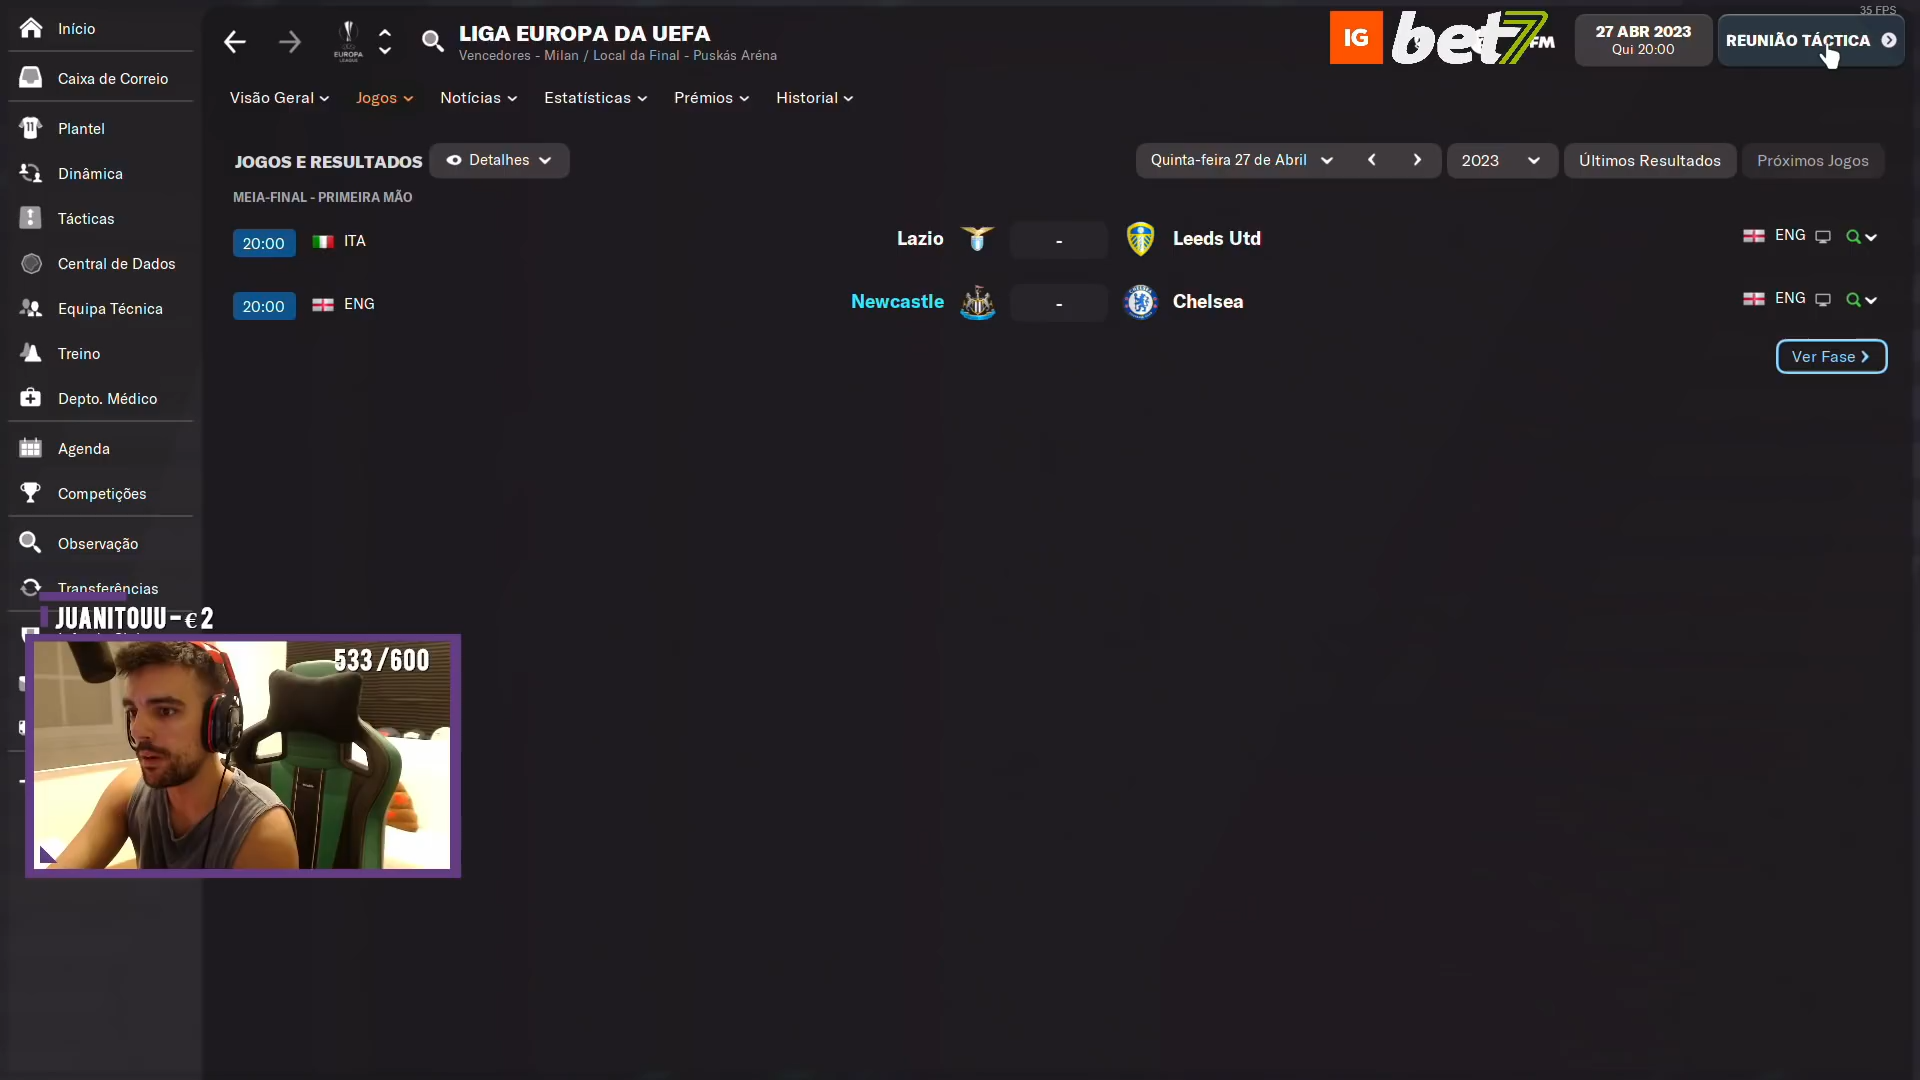 35 FPS
Início
Caixa de Correio
Plantel
Dinâmica
Tácticas
Central de Dados
Equipa Técnica
Treino
Depto. Médico
Agenda
Competições
Observação
Transferências
EUROPA
LEAGUE
LIGA EUROPA DA UEFA
Vencedores - Milan / Local da Final - Puskás Aréna
IG
bet7
FM
27 ABR 2023
Qui 20:00
REUNIÃO TÁCTICA
Visão Geral
Jogos
Notícias
Estatísticas
Prémios
Historial
JOGOS E RESULTADOS
Detalhes
Quinta-feira 27 de Abril
2023
Últimos Resultados
Próximos Jogos
MEIA-FINAL - PRIMEIRA MÃO
20:00 ITA Lazio - Leeds Utd ENG
20:00 ENG Newcastle - Chelsea ENG
Ver Fase
JUANITOUU - €2
533/600